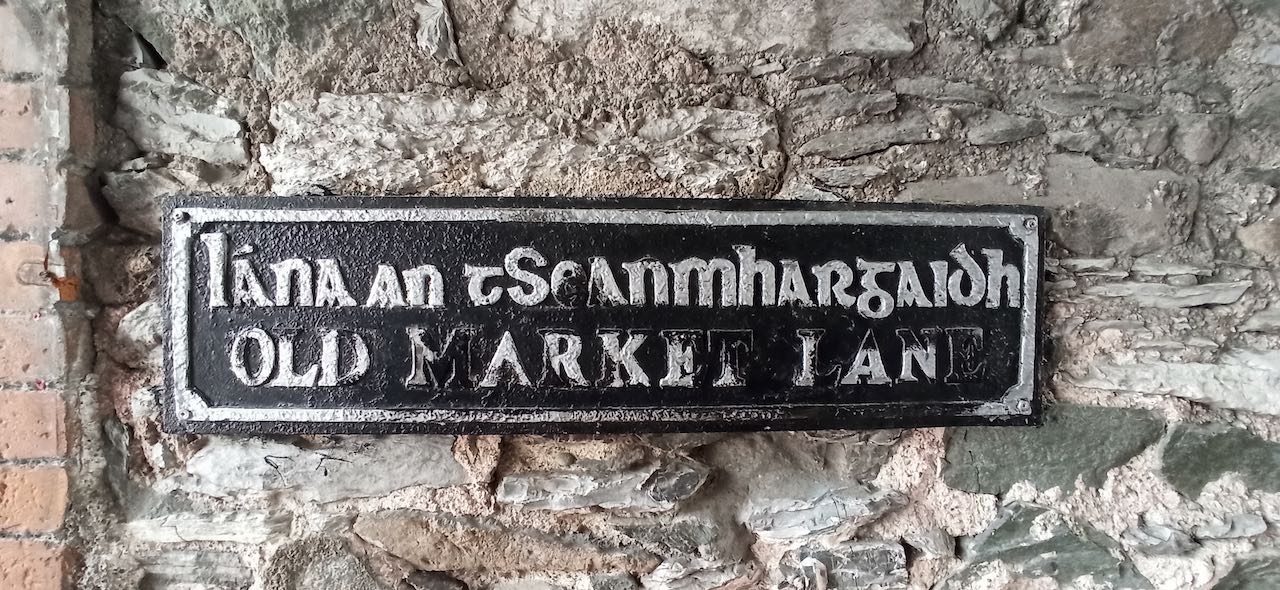 Lána an tSeanmhargaidh
OLD MARKET LANE